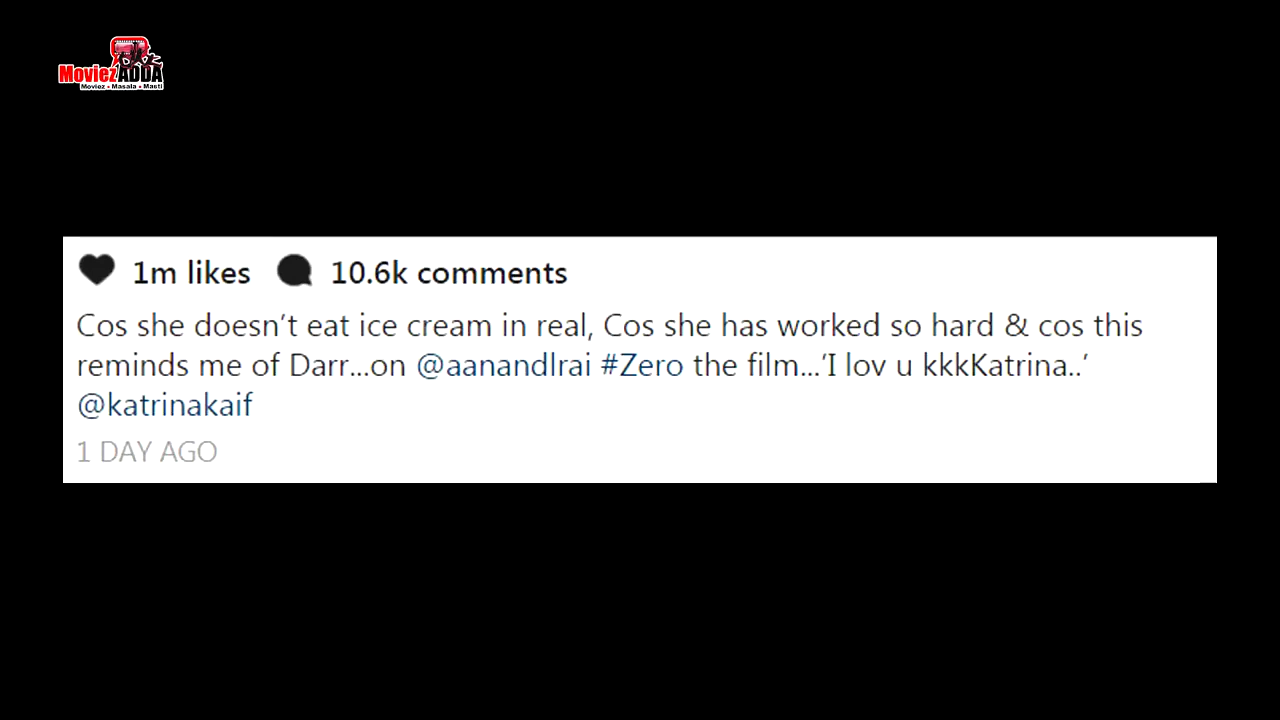 MoviezADDA
Moviez • Masala • Masti
1m likes 10.6k comments
Cos she doesn’t eat ice cream in real, Cos she has worked so hard & cos this
reminds me of Darr...on @aanandlrai #Zero the film...’I lov u kkkKatrina..’
@katrinakaif
1 DAY AGO